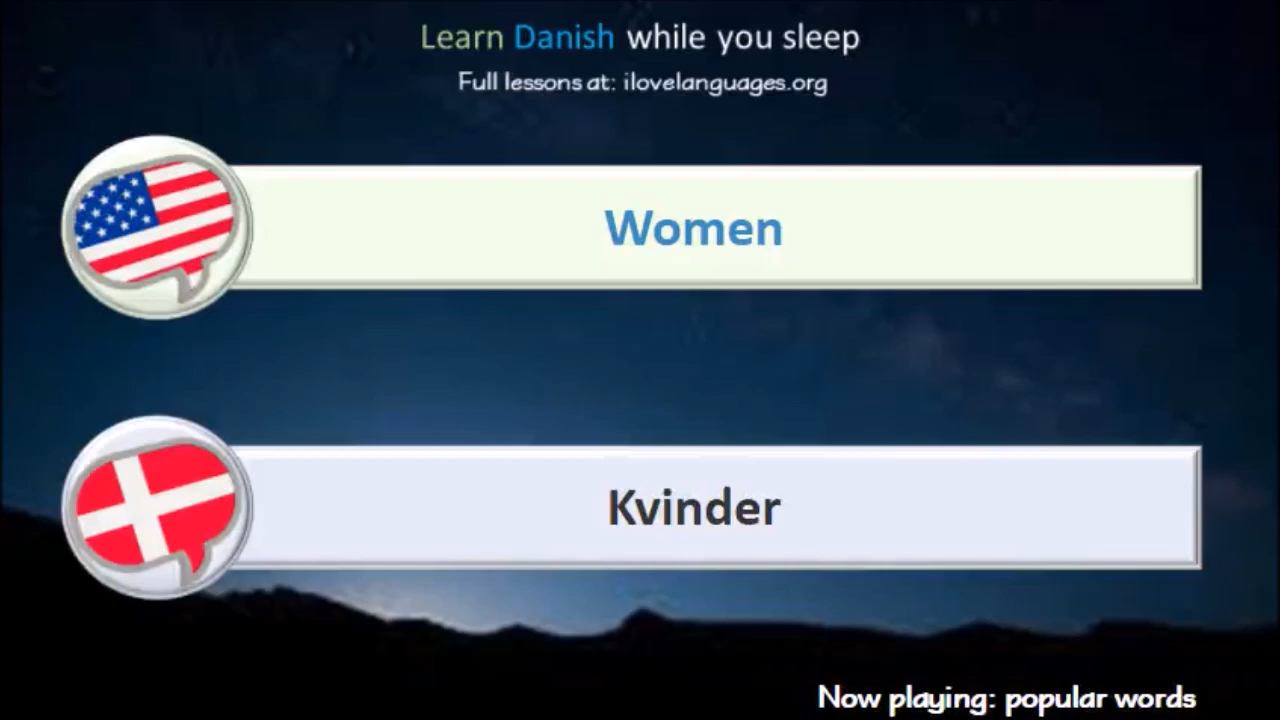 Learn Danish while you sleep
Full lessons at: ilovelanguages.org
Women
Kvinder
Now playing: popular words